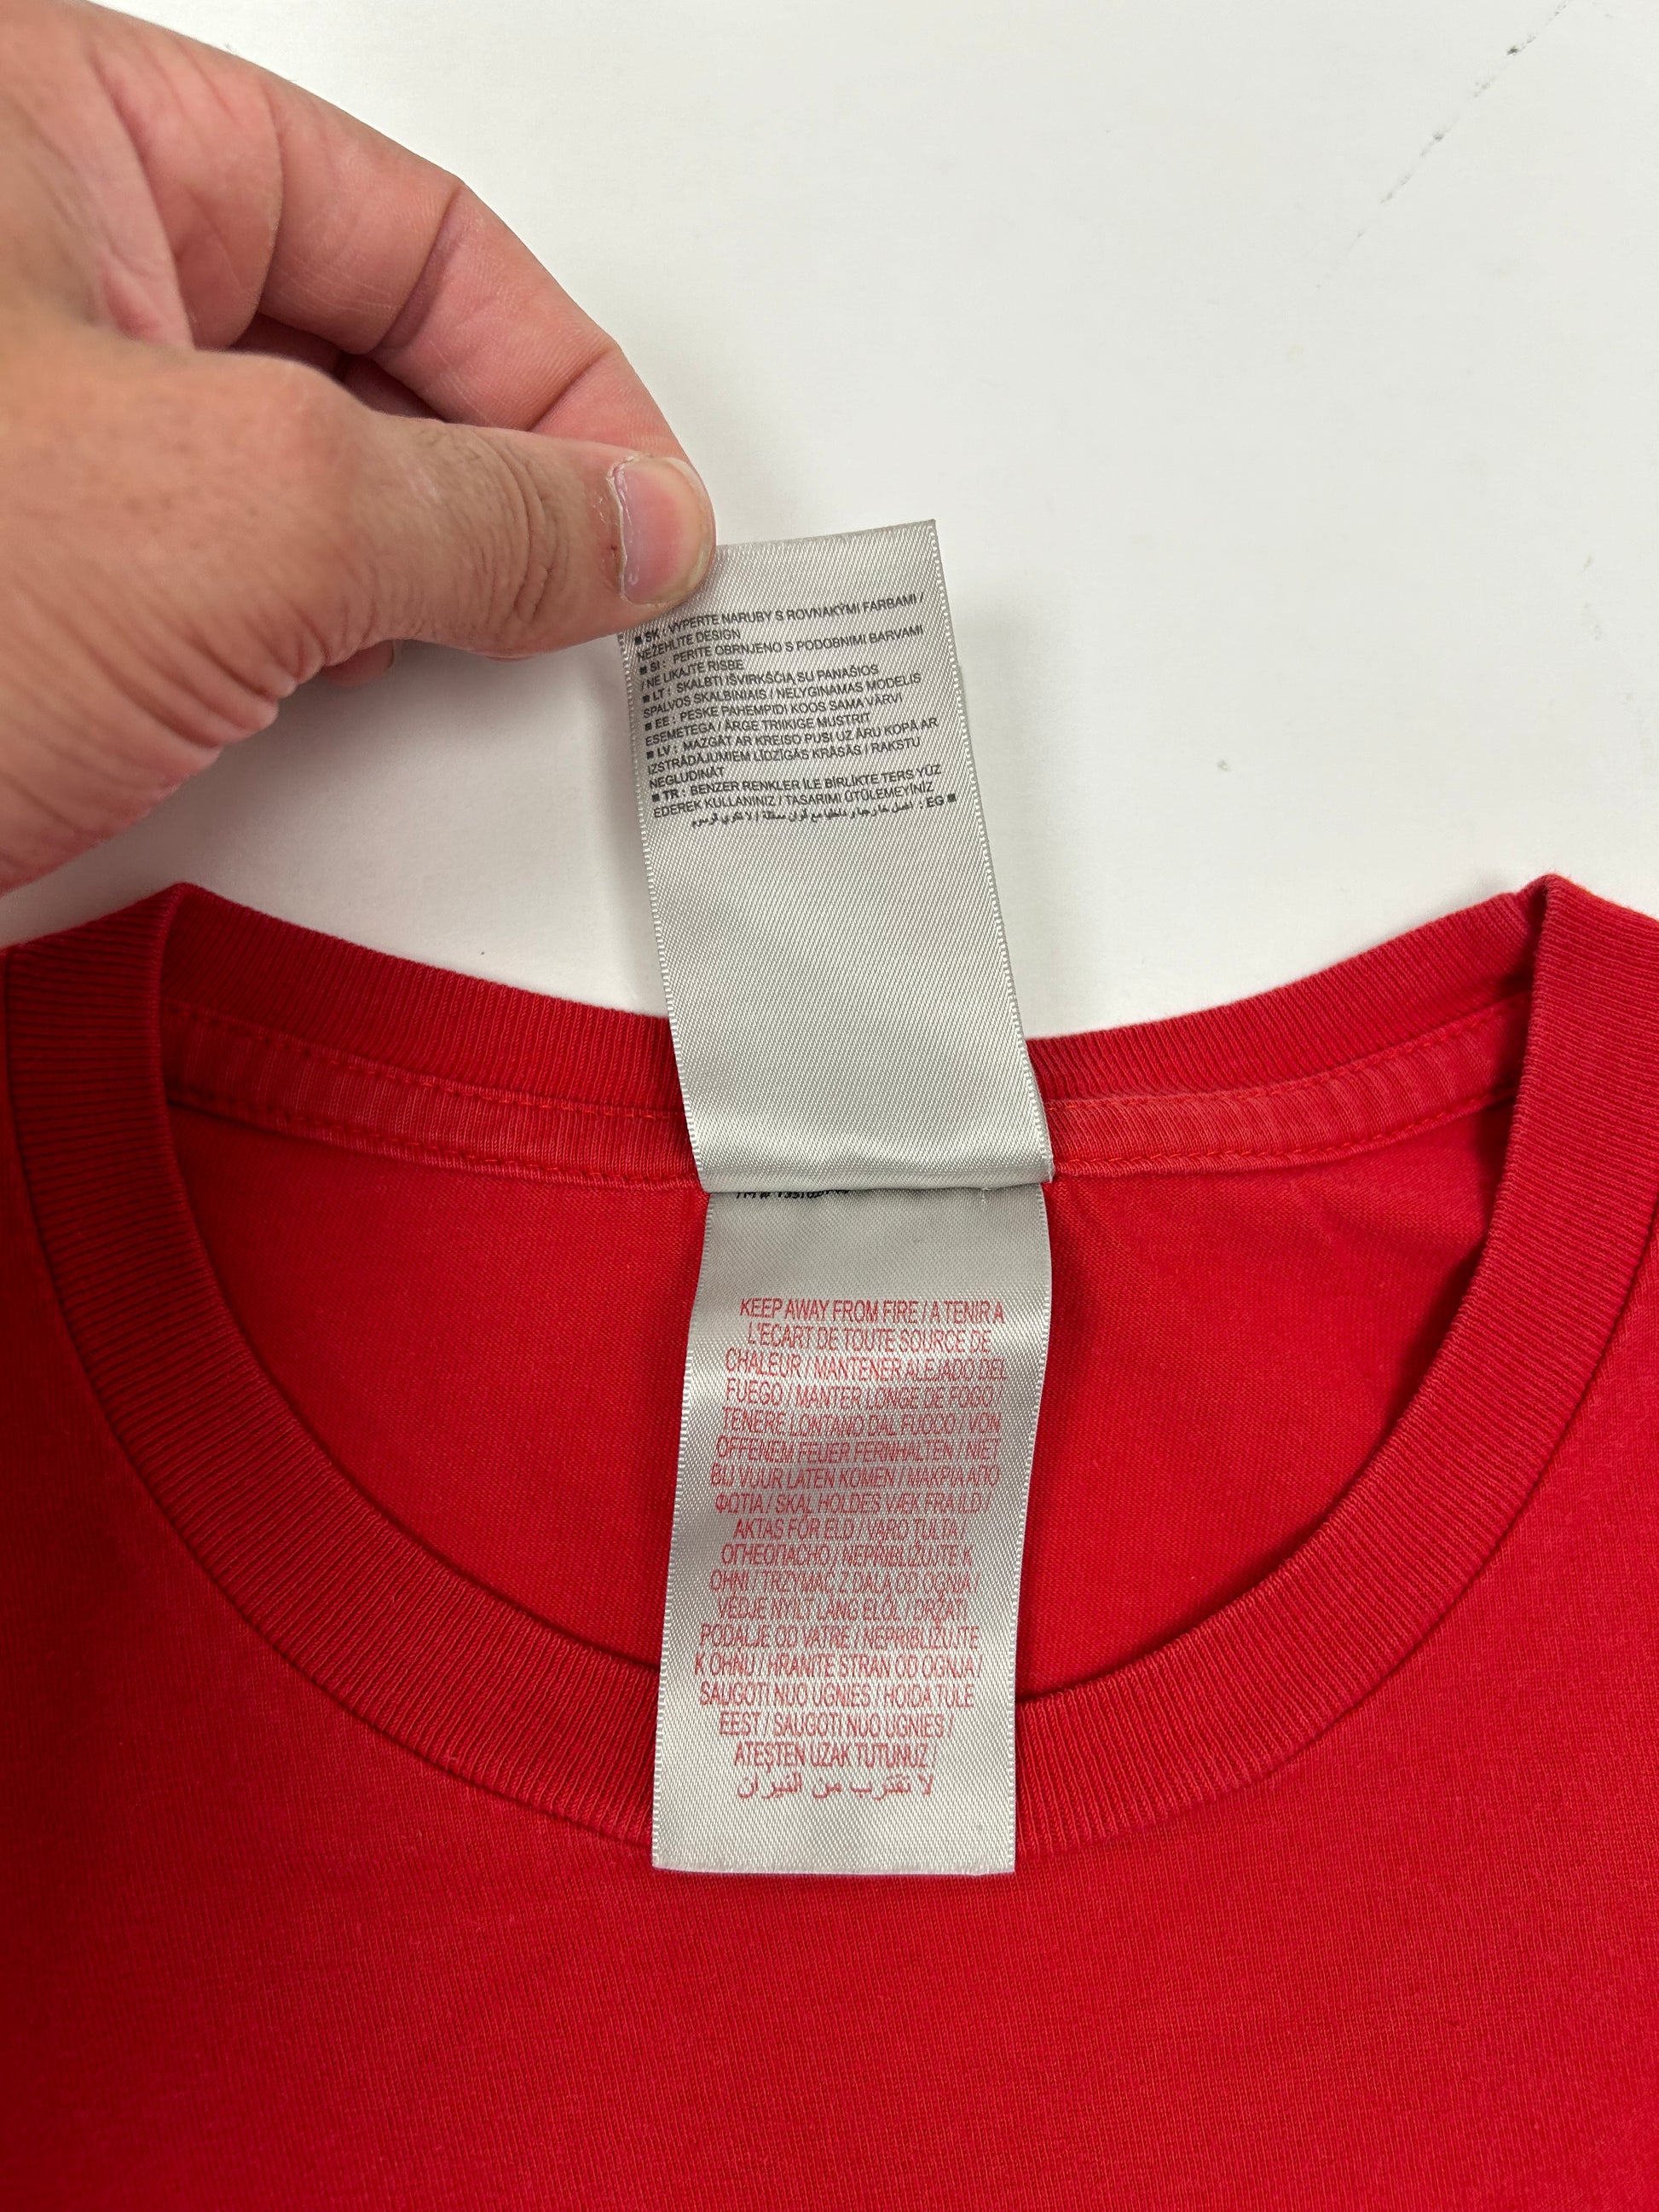 ■ SK : VYPERTE NARUBY S ROVNAKÝMI FARBAMI /
NEŽEHLITE DESIGN
■ SI : PERITE OBRNJENO S PODOBNIMI BARVAMI
/ NE LIKAJTE RISBE
■ LT : SKALBTI IŠVIRKŠČIĄ SU PANAŠIOS
SPALVOS SKALBINIAIS / NELYGINAMAS MODELIS
■ EE : PESKE PAHEMPIDI KOOS SAMA VÄRVI
ESEMETEGA / ÄRGE TRIIKIGE MUSTRIT
■ LV : MAZGĀT AR KREISO PUSI UZ ĀRU KOPĀ AR
IZSTRĀDĀJUMIEM LĪDZĪGĀS KRĀSĀS / RAKSTU
NEGLUDINĀT
■ TR : BENZER RENKLER İLE BİRLİKTE TERS YÜZ
EDEREK KULLANINIZ / TASARIMI ÜTÜLEMEYİNİZ
■ EG :
KEEP AWAY FROM FIRE / A TENIR A
L'ECART DE TOUTE SOURCE DE
CHALEUR / MANTENER ALEJADO DEL
FUEGO / MANTER LONGE DE FOGO /
TENERE LONTANO DAL FUOCO / VON
OFFENEM FEUER FERNHALTEN / NIET
BIJ VUUR LATEN KOMEN / ΜΑΚΡΙΑ ΑΠΟ
ΦΩΤΙΑ / SKAL HOLDES VÆK FRA ILD /
AKTAS FÖR ELD / VARO TULTA /
ОГНЕОПАСНО / NEPŘIBLIŽUJTE K
OHNI / TRZYMAĆ Z DALA OD OGNIA /
VÉDJE NYÍLT LÁNG ELŐL / DRŽATI
PODALJE OD VATRE / NEPRIBLIŽUJTE
K OHŇU / HRANITE STRAN OD OGNJA /
SAUGOTI NUO UGNIES / HOIDA TULE
EEST / SAUGOTI NUO UGNIES /
ATEŞTEN UZAK TUTUNUZ /
لا تقترب من النيران